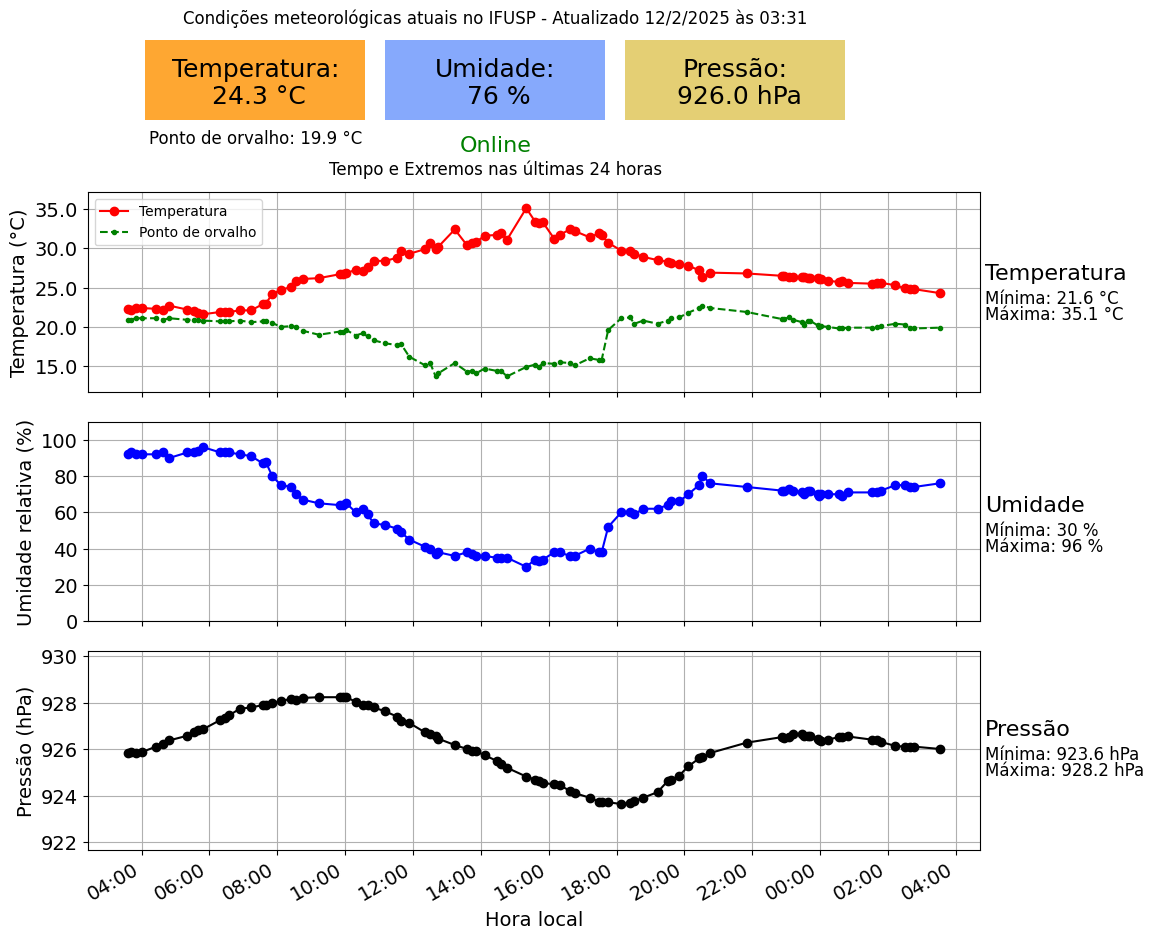 Condições meteorológicas atuais no IFUSP - Atualizado 12/2/2025 às 03:31
Temperatura:
24.3 °C
Umidade:
76 %
Pressão:
926.0 hPa
Ponto de orvalho: 19.9 °C
Online
Tempo e Extremos nas últimas 24 horas
Temperatura (°C)
35.0
30.0
25.0
20.0
15.0
Temperatura
Ponto de orvalho
Temperatura
Mínima: 21.6 °C
Máxima: 35.1 °C
Umidade relativa (%)
100
80
60
40
20
0
Umidade
Mínima: 30 %
Máxima: 96 %
Pressão (hPa)
930
928
926
924
922
Pressão
Mínima: 923.6 hPa
Máxima: 928.2 hPa
04:00 06:00 08:00 10:00 12:00 14:00 16:00 18:00 20:00 22:00 00:00 02:00 04:00
Hora local